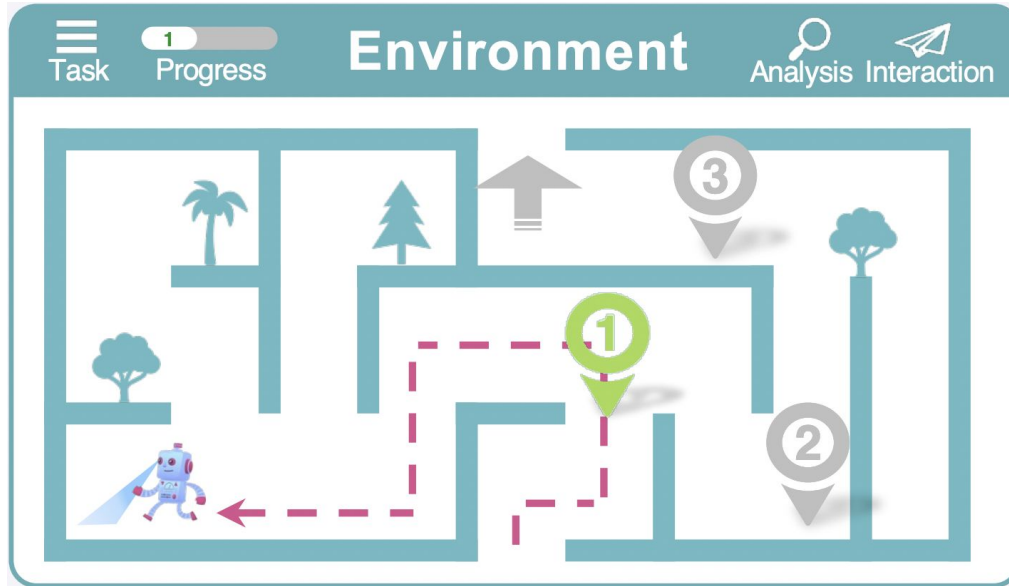 1
Environment
Task
Progress
Analysis
Interaction
3
1
2